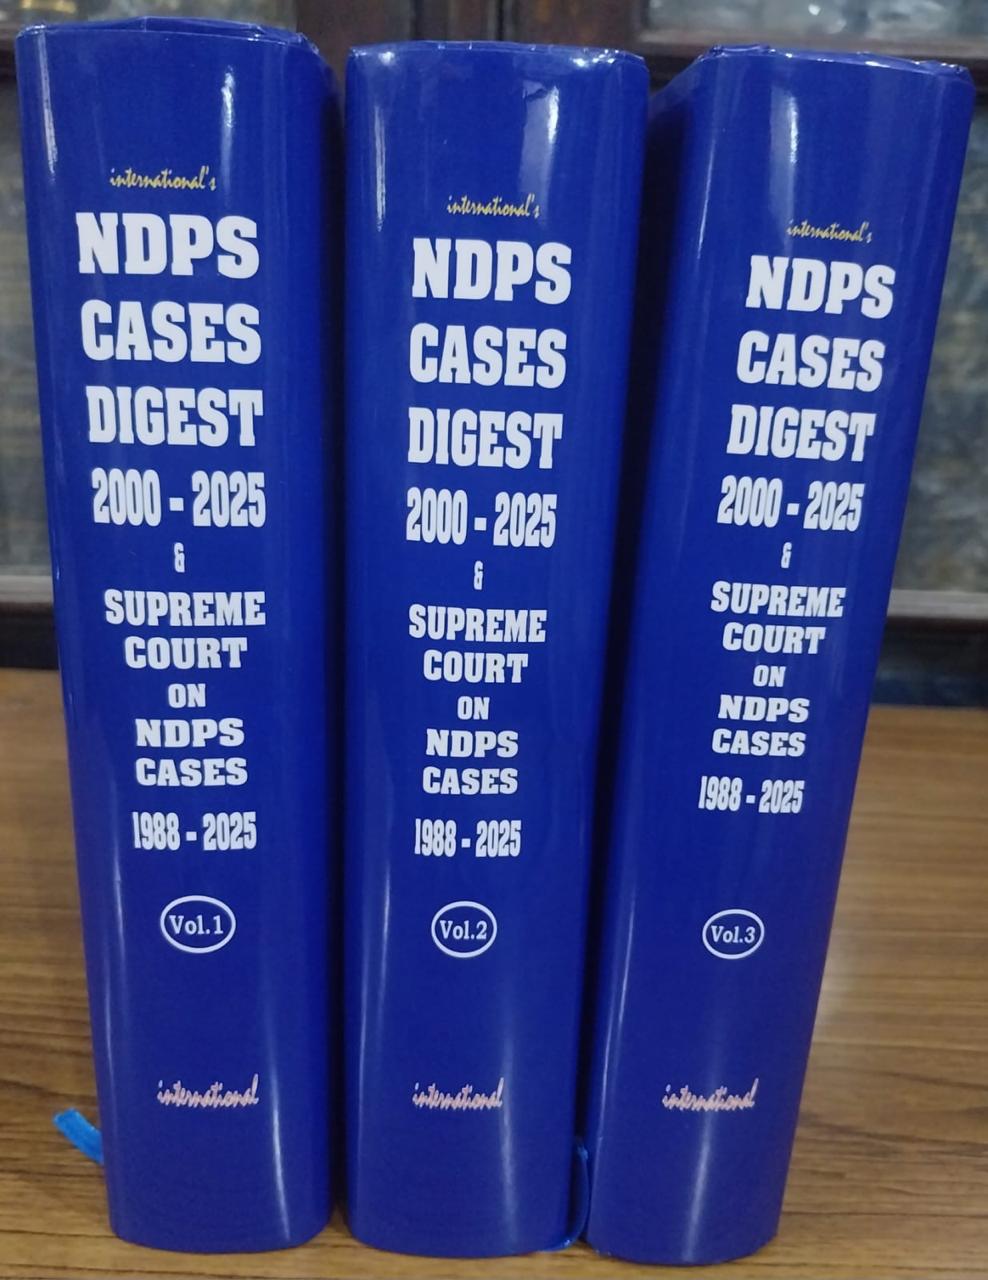 international's
NDPS
CASES
DIGEST
2000 - 2025
&
SUPREME
COURT
ON
NDPS
CASES
1988 - 2025
Vol.1
international
international's
NDPS
CASES
DIGEST
2000 - 2025
&
SUPREME
COURT
ON
NDPS
CASES
1988 - 2025
Vol.2
international
international's
NDPS
CASES
DIGEST
2000 - 2025
&
SUPREME
COURT
ON
NDPS
CASES
1988 - 2025
Vol.3
international